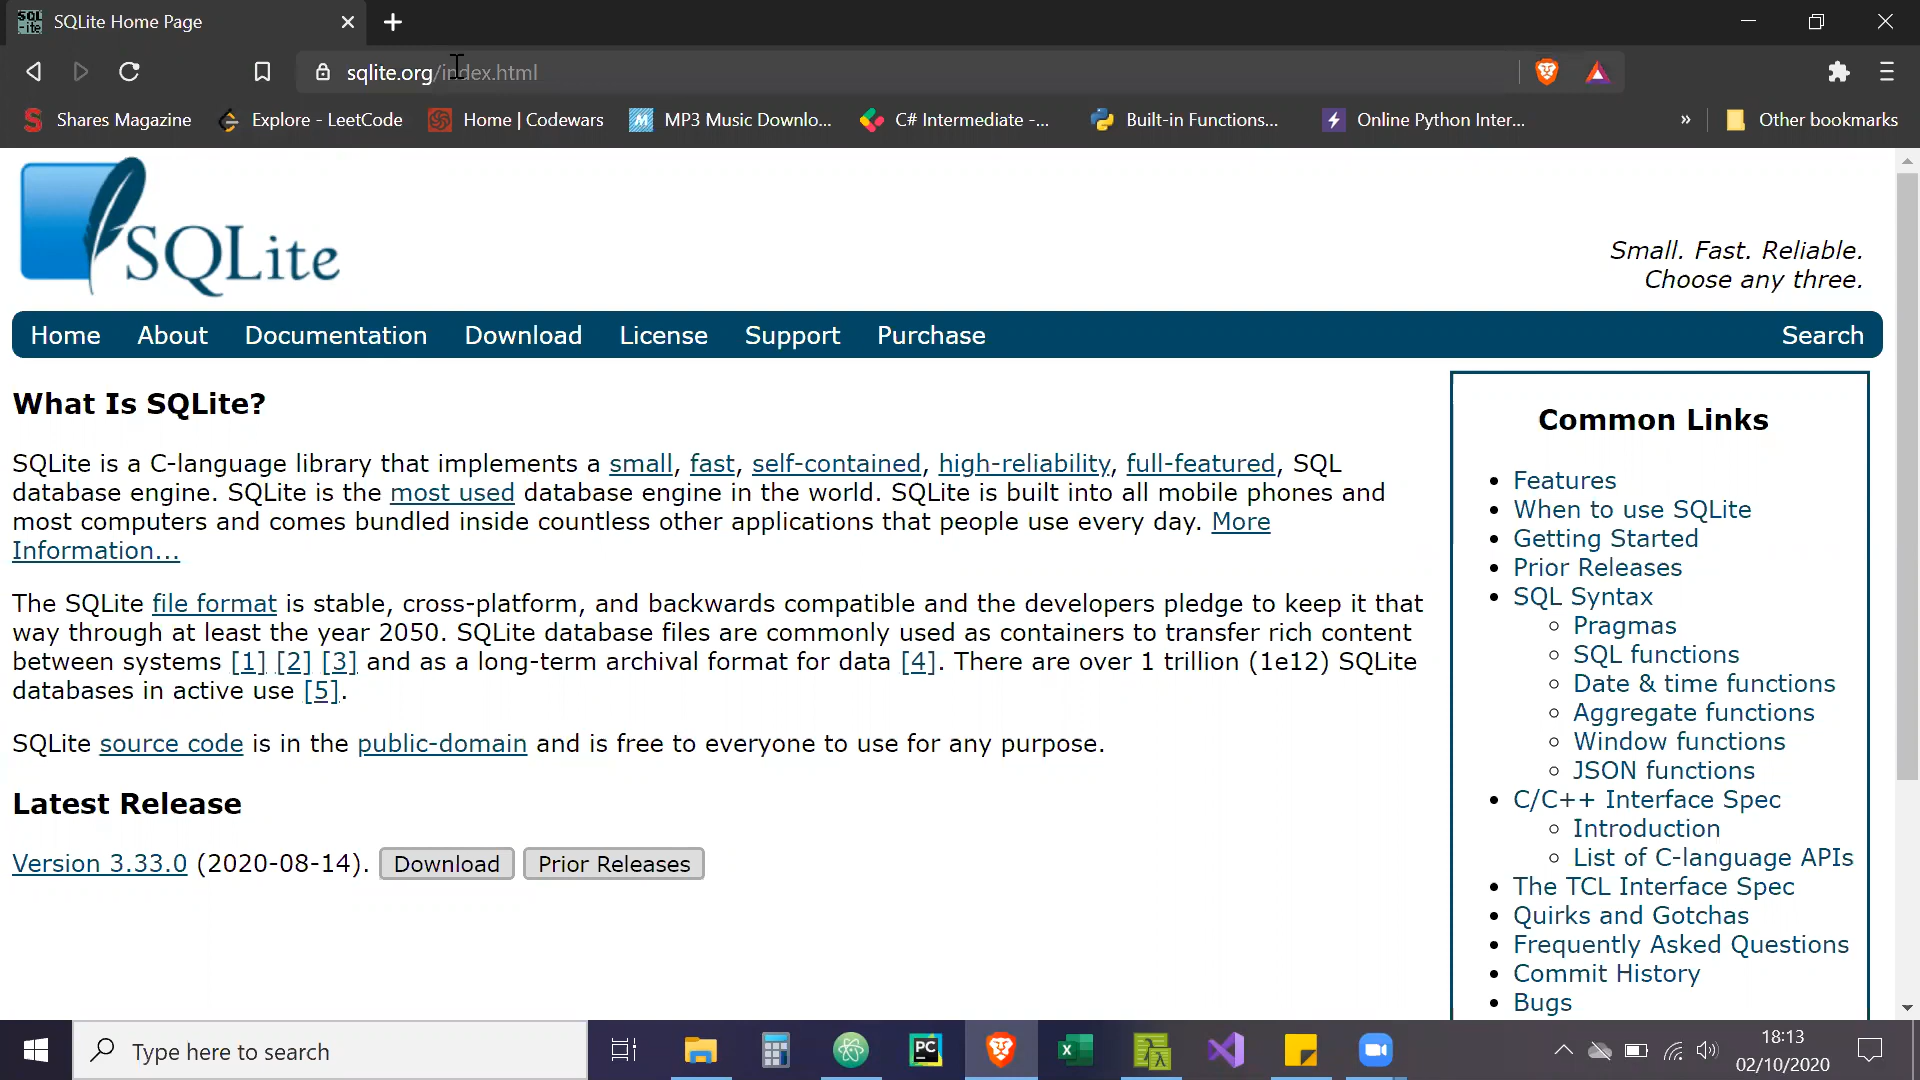 SQLite Home Page
sqlite.org/index.html
Shares Magazine
Explore - LeetCode
Home | Codewars
MP3 Music Downlo...
C# Intermediate -...
Built-in Functions...
Online Python Inter...
»
Other bookmarks
SQLite
Small. Fast. Reliable.
Choose any three.
Home About Documentation Download License Support Purchase Search
What Is SQLite?
SQLite is a C-language library that implements a small, fast, self-contained, high-reliability, full-featured, SQL
database engine. SQLite is the most used database engine in the world. SQLite is built into all mobile phones and
most computers and comes bundled inside countless other applications that people use every day. More
Information...
The SQLite file format is stable, cross-platform, and backwards compatible and the developers pledge to keep it that
way through at least the year 2050. SQLite database files are commonly used as containers to transfer rich content
between systems [1] [2] [3] and as a long-term archival format for data [4]. There are over 1 trillion (1e12) SQLite
databases in active use [5].
SQLite source code is in the public-domain and is free to everyone to use for any purpose.
Latest Release
Version 3.33.0 (2020-08-14). Download Prior Releases
Common Links
Features
When to use SQLite
Getting Started
Prior Releases
SQL Syntax
Pragmas
SQL functions
Date & time functions
Aggregate functions
Window functions
JSON functions
C/C++ Interface Spec
Introduction
List of C-language APIs
The TCL Interface Spec
Quirks and Gotchas
Frequently Asked Questions
Commit History
Bugs
Type here to search
PC
18:13
02/10/2020